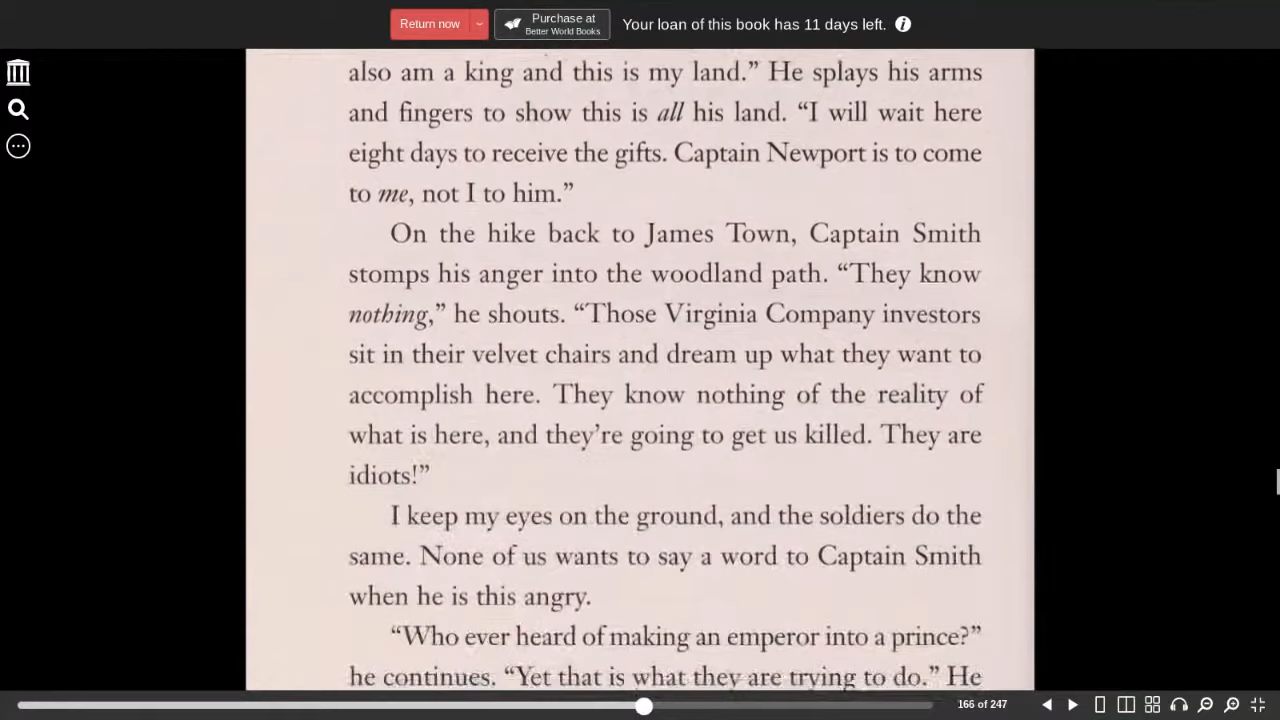 Return now
Purchase at
Better World Books
Your loan of this book has 11 days left.
also am a king and this is my land.” He splays his arms
and fingers to show this is all his land. “I will wait here
eight days to receive the gifts. Captain Newport is to come
to me, not I to him.”
On the hike back to James Town, Captain Smith
stomps his anger into the woodland path. “They know
nothing,” he shouts. “Those Virginia Company investors
sit in their velvet chairs and dream up what they want to
accomplish here. They know nothing of the reality of
what is here, and they’re going to get us killed. They are
idiots!”
I keep my eyes on the ground, and the soldiers do the
same. None of us wants to say a word to Captain Smith
when he is this angry.
“Who ever heard of making an emperor into a prince?”
he continues. “Yet that is what they are trying to do.” He
166 of 247